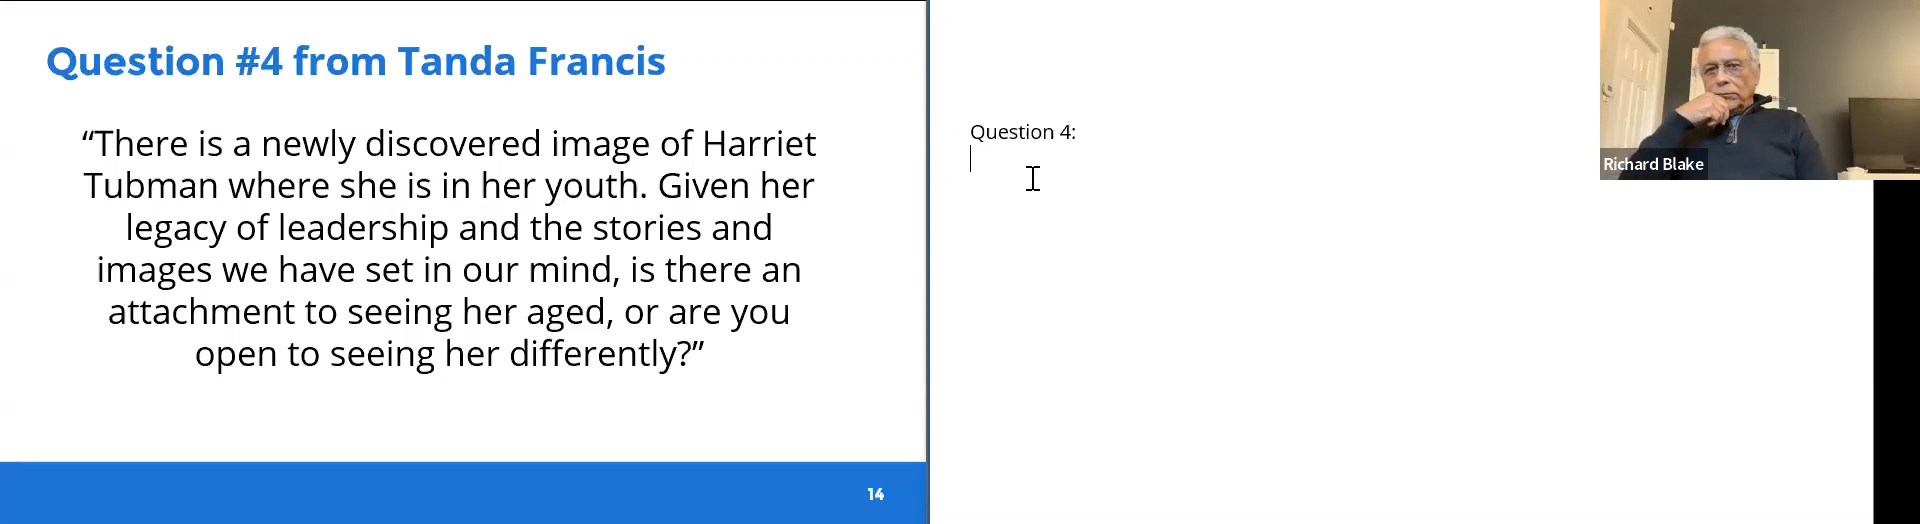 Question #4 from Tanda Francis
“There is a newly discovered image of Harriet
Tubman where she is in her youth. Given her
legacy of leadership and the stories and
images we have set in our mind, is there an
attachment to seeing her aged, or are you
open to seeing her differently?”
14
Question 4:
Richard Blake